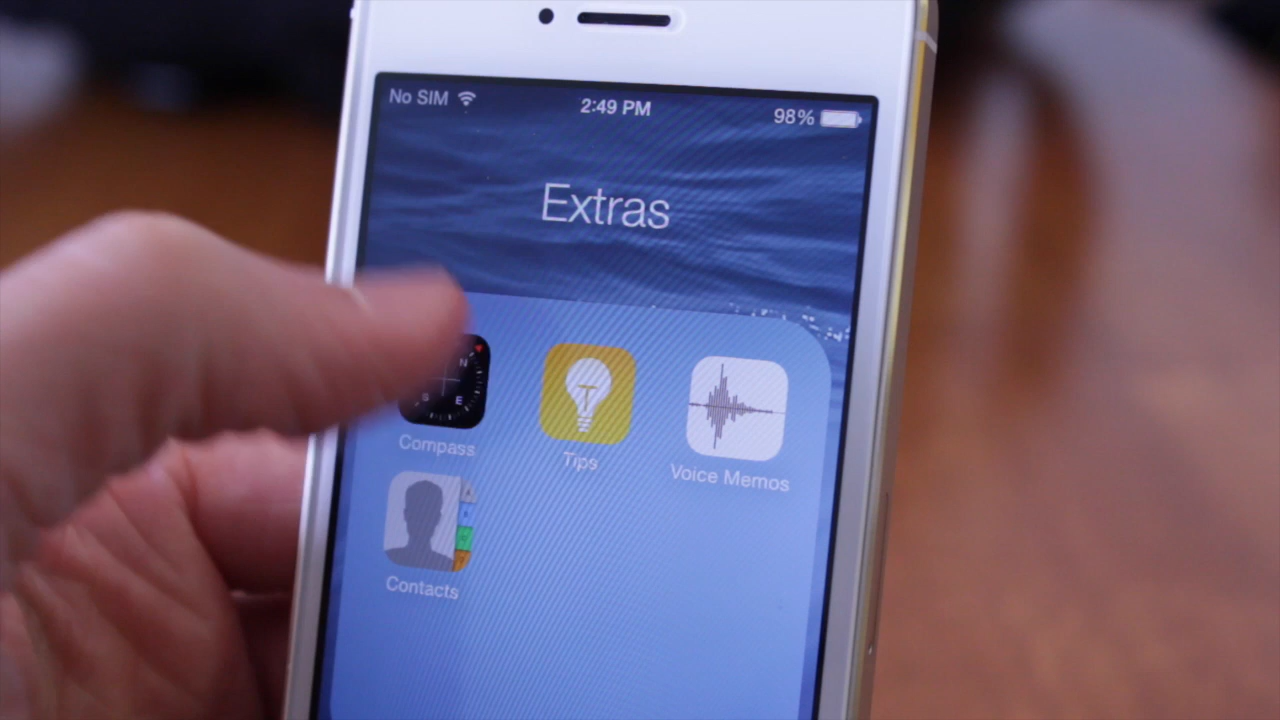 No SIM 2:49 PM 98%
Extras
N
S E
Compass Tips Voice Memos
Contacts